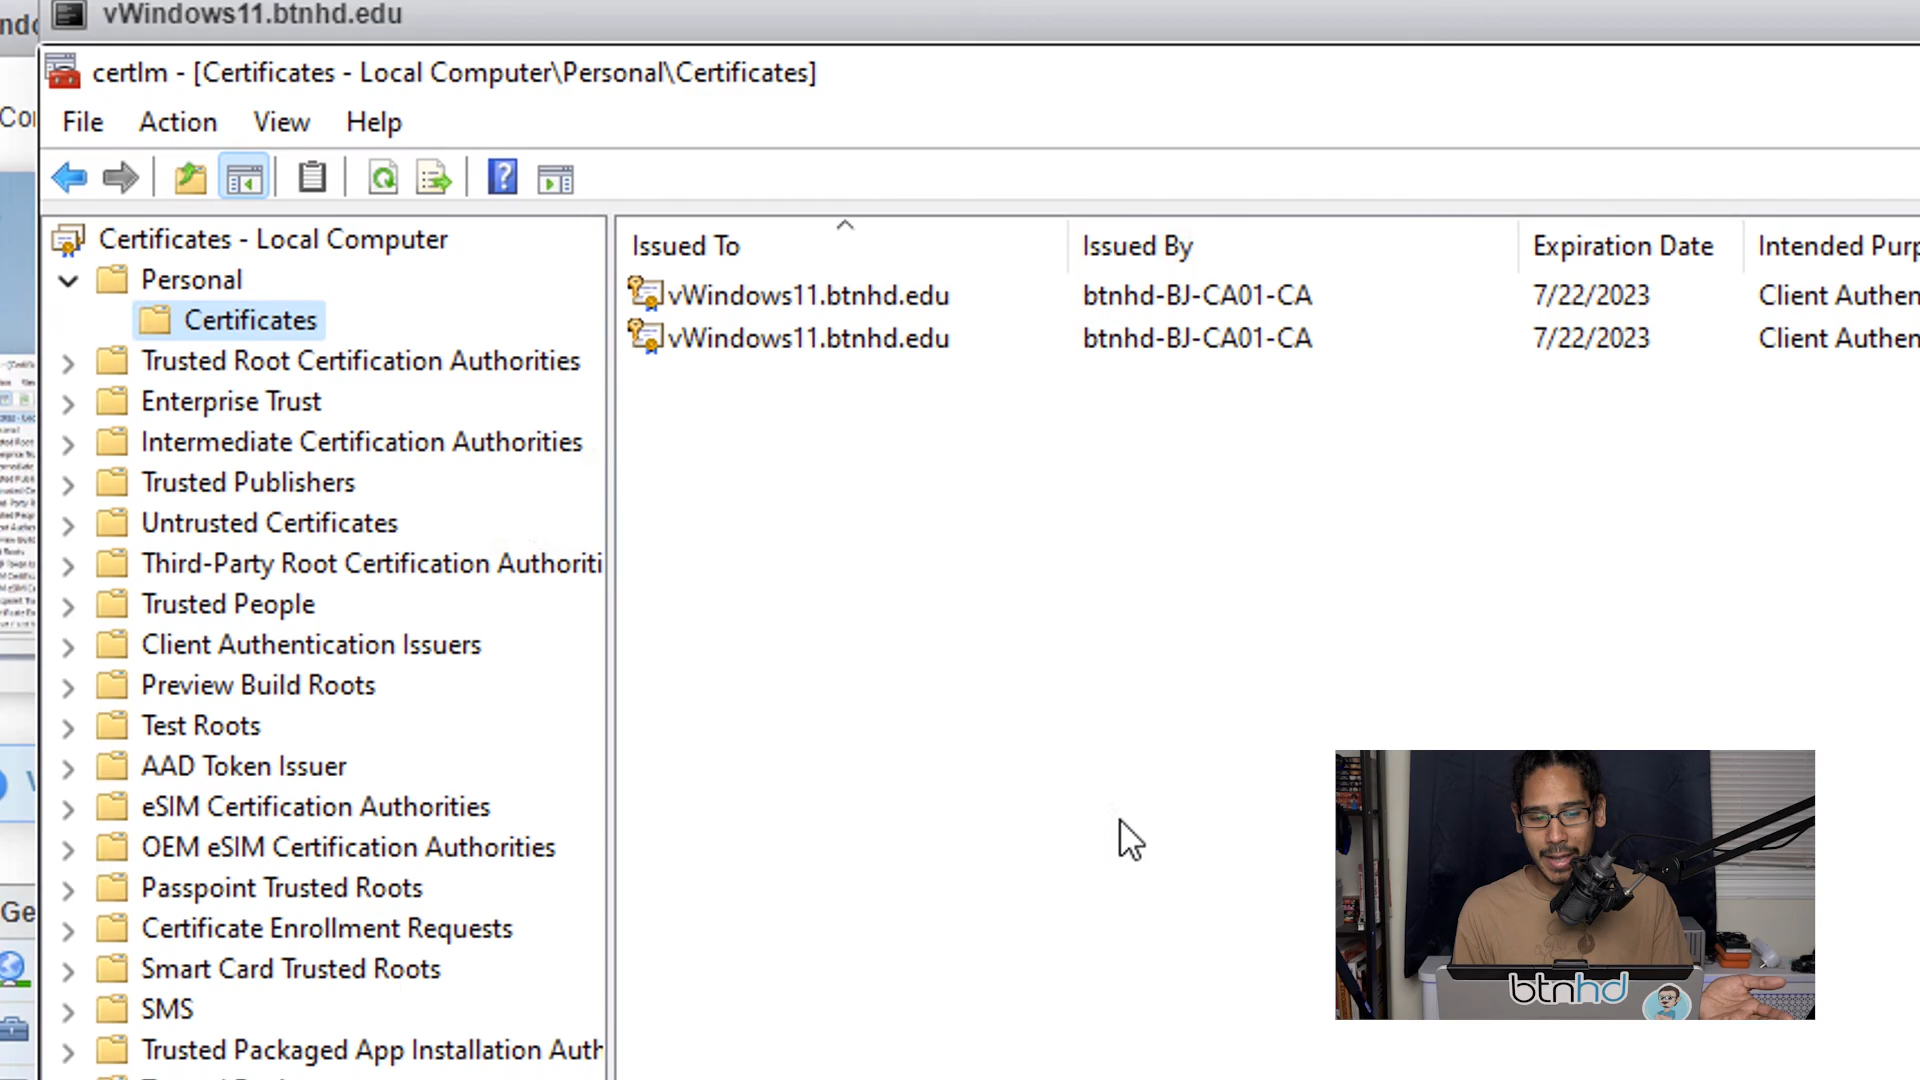 vWindows11.btnhd.edu
certlm - [Certificates - Local Computer\Personal\Certificates]
File Action View Help
Certificates - Local Computer
Personal
Certificates
Trusted Root Certification Authorities
Enterprise Trust
Intermediate Certification Authorities
Trusted Publishers
Untrusted Certificates
Third-Party Root Certification Authoriti
Trusted People
Client Authentication Issuers
Preview Build Roots
Test Roots
AAD Token Issuer
eSIM Certification Authorities
OEM eSIM Certification Authorities
Passpoint Trusted Roots
Certificate Enrollment Requests
Smart Card Trusted Roots
SMS
Trusted Packaged App Installation Auth
Issued To Issued By Expiration Date Intended Purp
vWindows11.btnhd.edu btnhd-BJ-CA01-CA 7/22/2023 Client Authen
vWindows11.btnhd.edu btnhd-BJ-CA01-CA 7/22/2023 Client Authen
btnhd